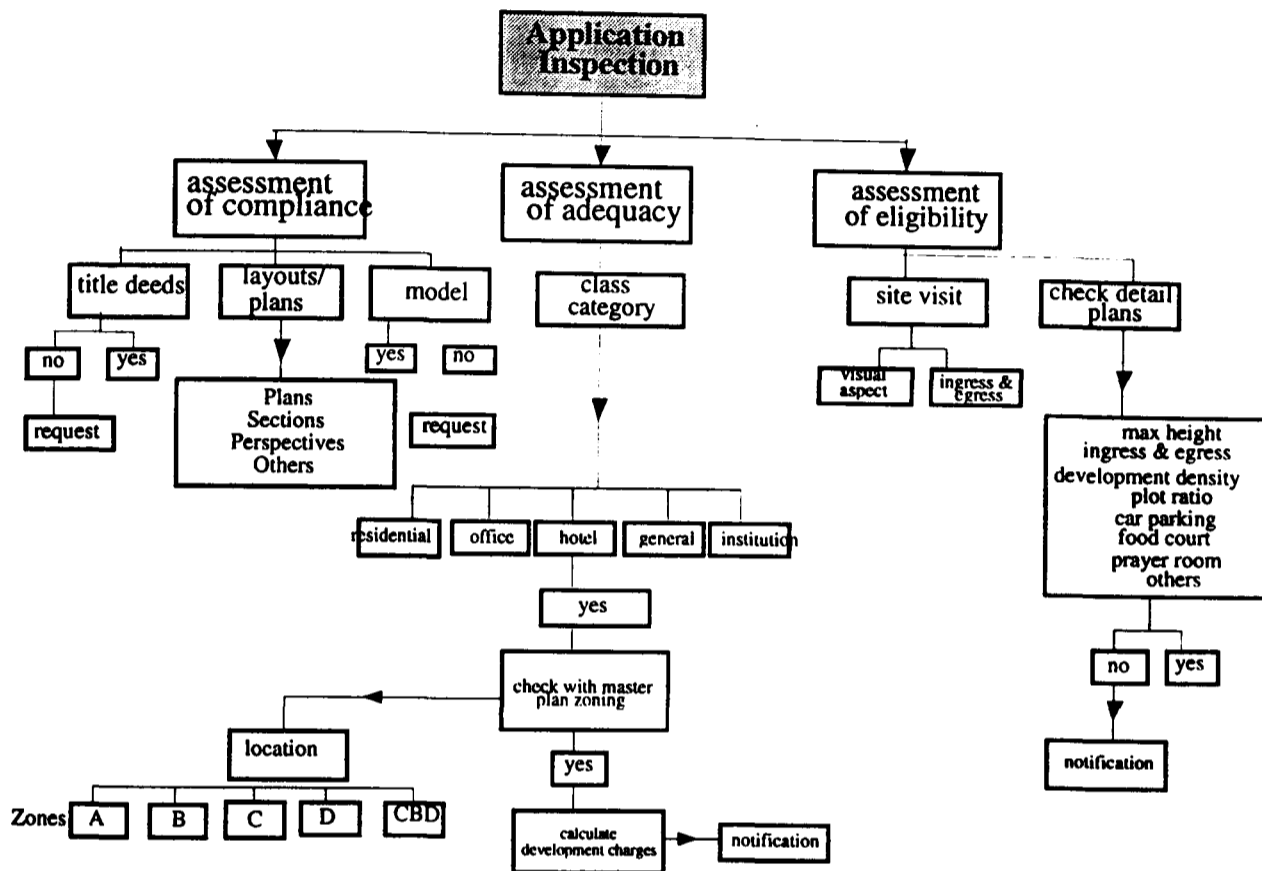 Application
Inspection
assessment
of compliance
assessment
of adequacy
assessment
of eligibility
title deeds
layouts/
plans
model
class
category
site visit
check detail
plans
no
yes
yes
no
visual
aspect
ingress &
egress
request
Plans
Sections
Perspectives
Others
request
max height
ingress & egress
development density
plot ratio
car parking
food court
prayer room
others
residential
office
hotel
general
institution
yes
no
yes
check with master
plan zoning
location
yes
notification
Zones
A
B
C
D
CBD
calculate
development charges
notification